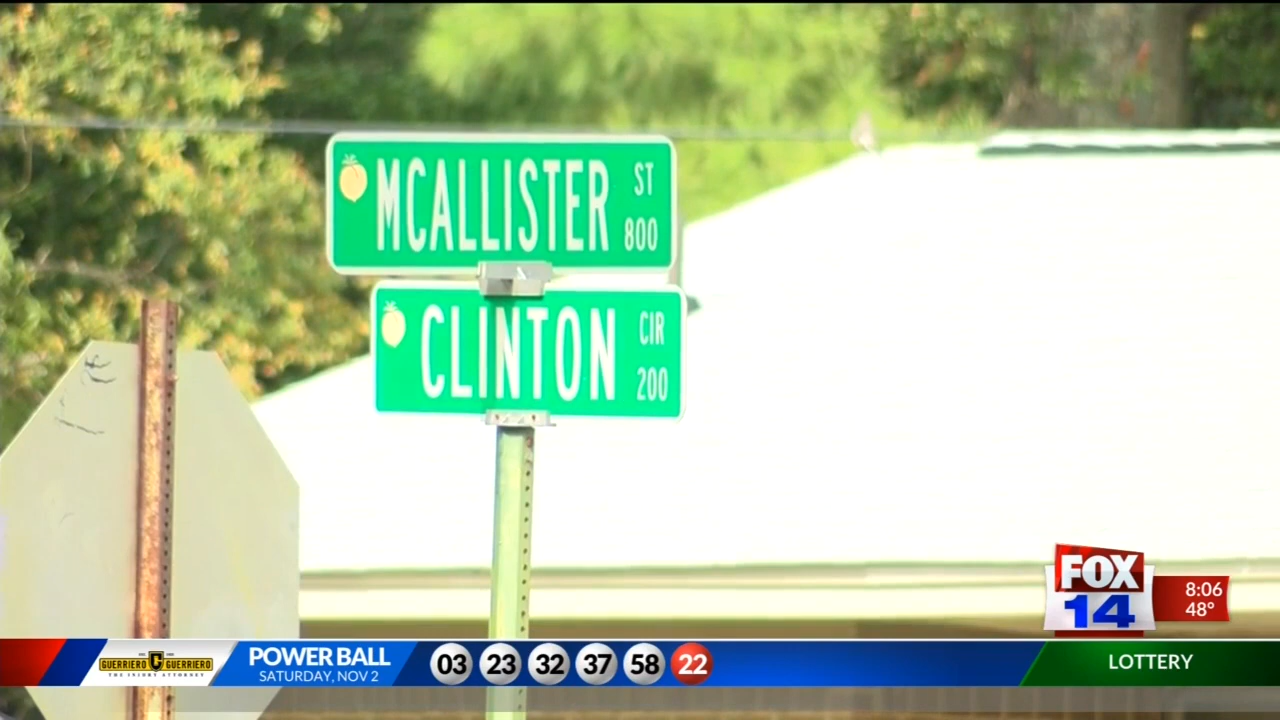 MCALLISTER ST 800
CLINTON CIR 200
FOX 14
8:06
48°
GUERRIERO C GUERRIERO
THE INJURY ATTORNEY
POWER BALL
SATURDAY, NOV 2
03 23 32 37 58 22
LOTTERY